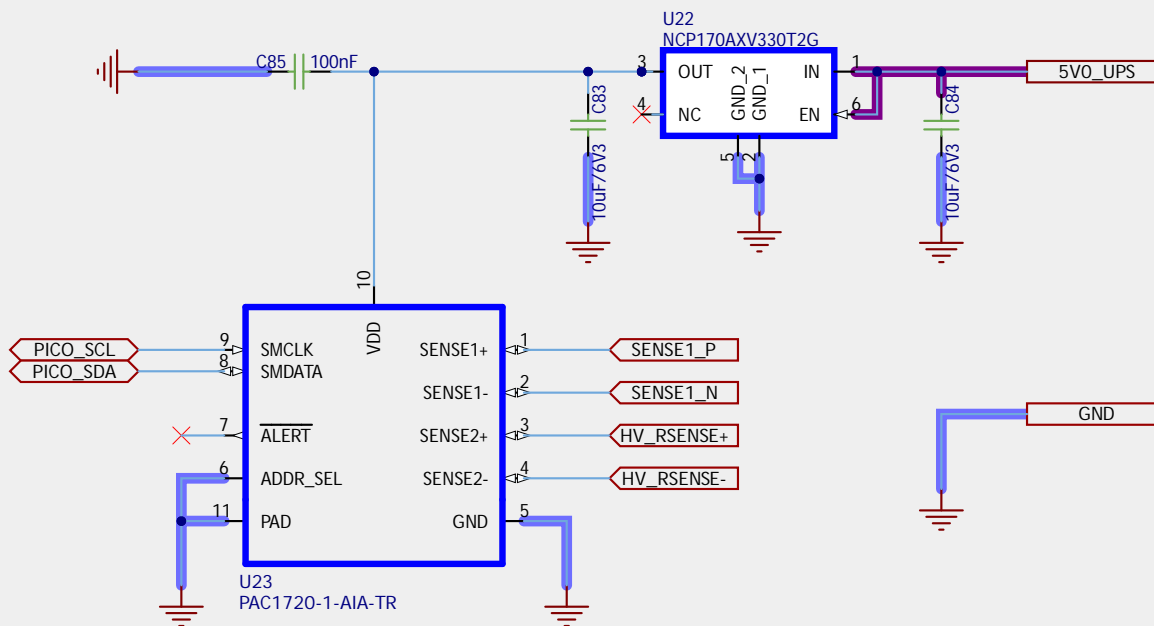 U22
NCP170AXV330T2G
C85 100nF
3 OUT IN 1 5V0_UPS
4 NC EN 6
GND_2
GND_1
5 2
C83
10uF/6V3
C84
10uF/6V3
10
VDD
PICO_SCL 9 SMCLK SENSE1+ 1 SENSE1_P
PICO_SDA 8 SMDATA
SENSE1- 2 SENSE1_N
7 ALERT SENSE2+ 3 HV_RSENSE+
6 ADDR_SEL SENSE2- 4 HV_RSENSE-
11 PAD GND 5
GND
U23
PAC1720-1-AIA-TR